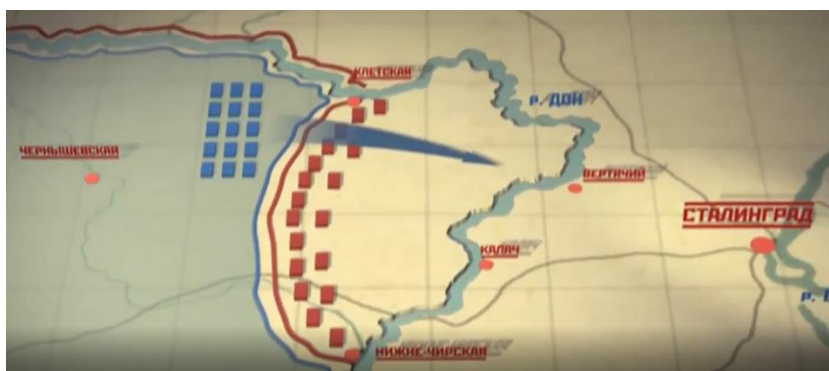 КЛЕТСКАЯ
р. ДОН
ЧЕРНЫШЕВСКАЯ
ВЕРТЯЧИЙ
СТАЛИНГРАД
КАЛАЧ
р.
НИЖНЕ-ЧИРСКАЯ